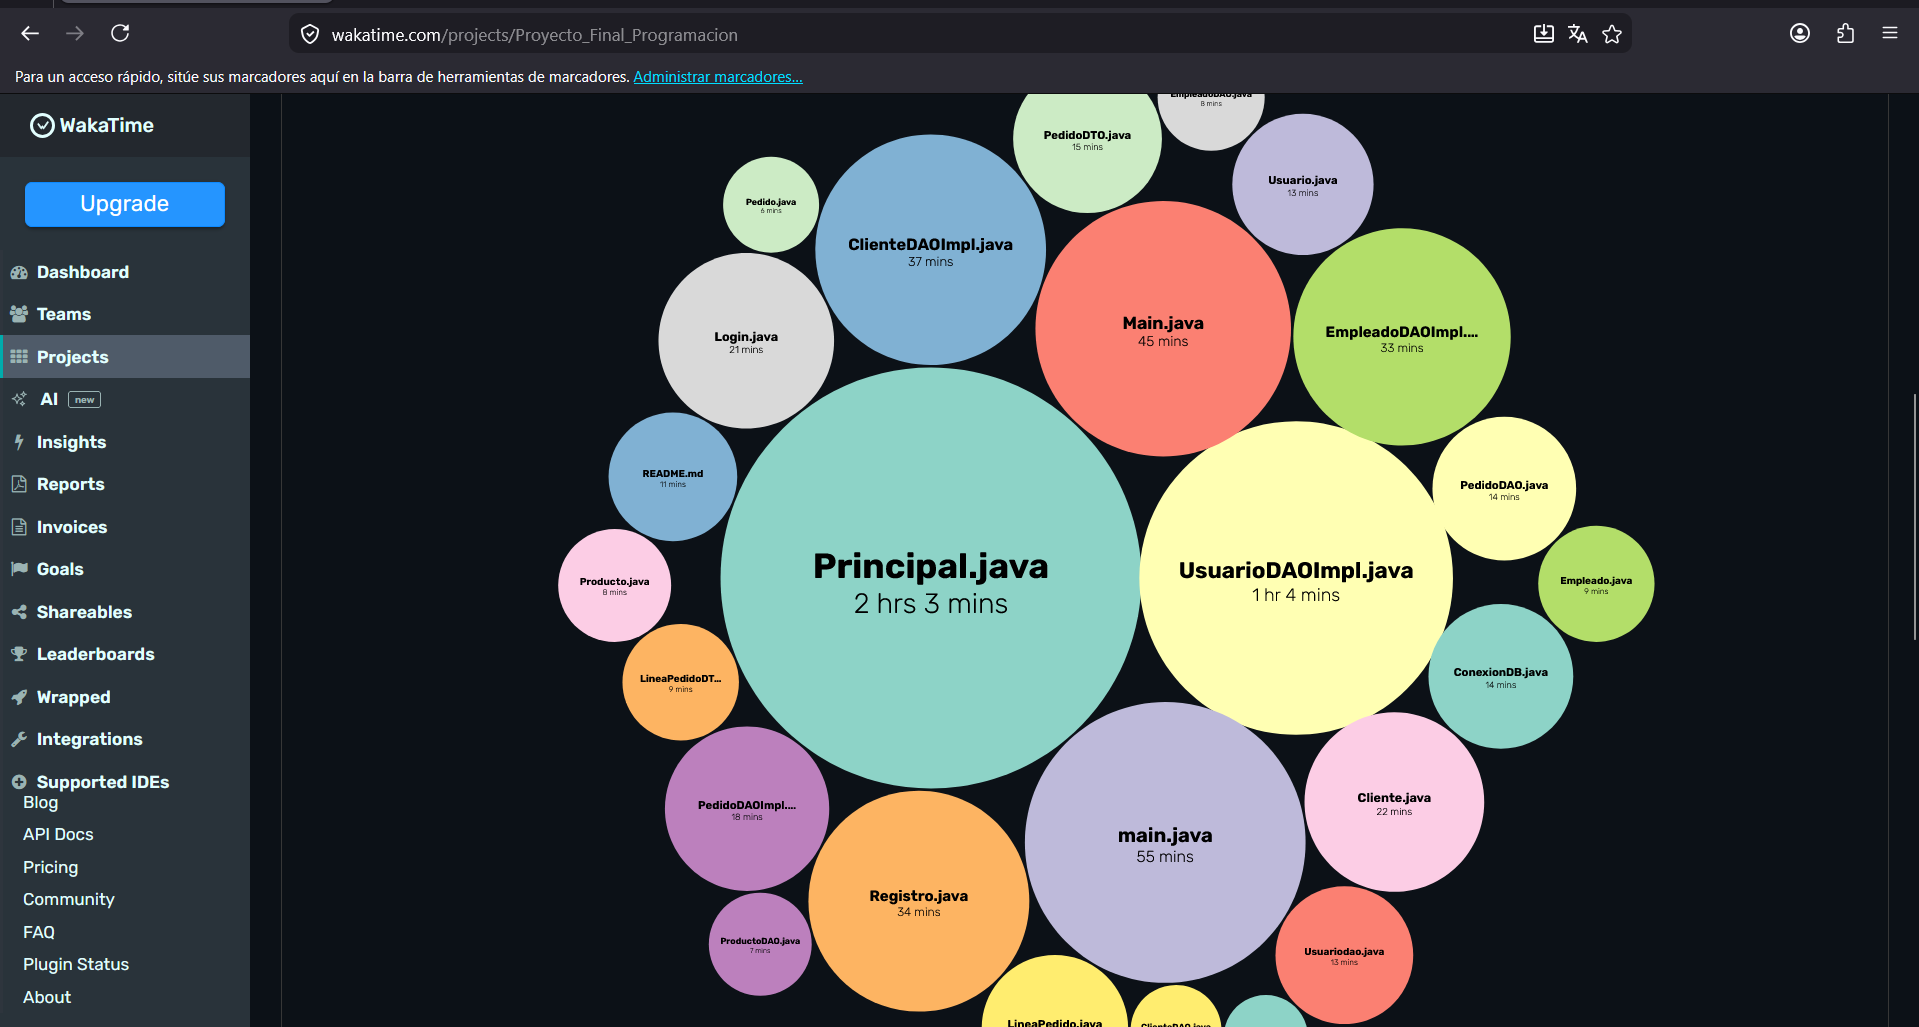 wakatime.com/projects/Proyecto_Final_Programacion
Para un acceso rápido, sitúe sus marcadores aquí en la barra de herramientas de marcadores. Administrar marcadores...
WakaTime
Upgrade
Dashboard
Teams
Projects
AI new
Insights
Reports
Invoices
Goals
Shareables
Leaderboards
Wrapped
Integrations
Supported IDEs
Blog
API Docs
Pricing
Community
FAQ
Plugin Status
About
EmpleadoDAO.java
8 mins
PedidoDTO.java
15 mins
Usuario.java
13 mins
Pedido.java
6 mins
ClienteDAOImpl.java
37 mins
Main.java
45 mins
EmpleadoDAOImpl....
33 mins
Login.java
21 mins
README.md
11 mins
PedidoDAO.java
14 mins
Principal.java
2 hrs 3 mins
UsuarioDAOImpl.java
1 hr 4 mins
Producto.java
8 mins
Empleado.java
9 mins
LineaPedidoDT...
9 mins
ConexionDB.java
14 mins
PedidoDAOImpl....
18 mins
Cliente.java
22 mins
main.java
55 mins
Registro.java
34 mins
ProductoDAO.java
7 mins
Usuariodao.java
13 mins
LineaPedido.java
ClienteDAO.java